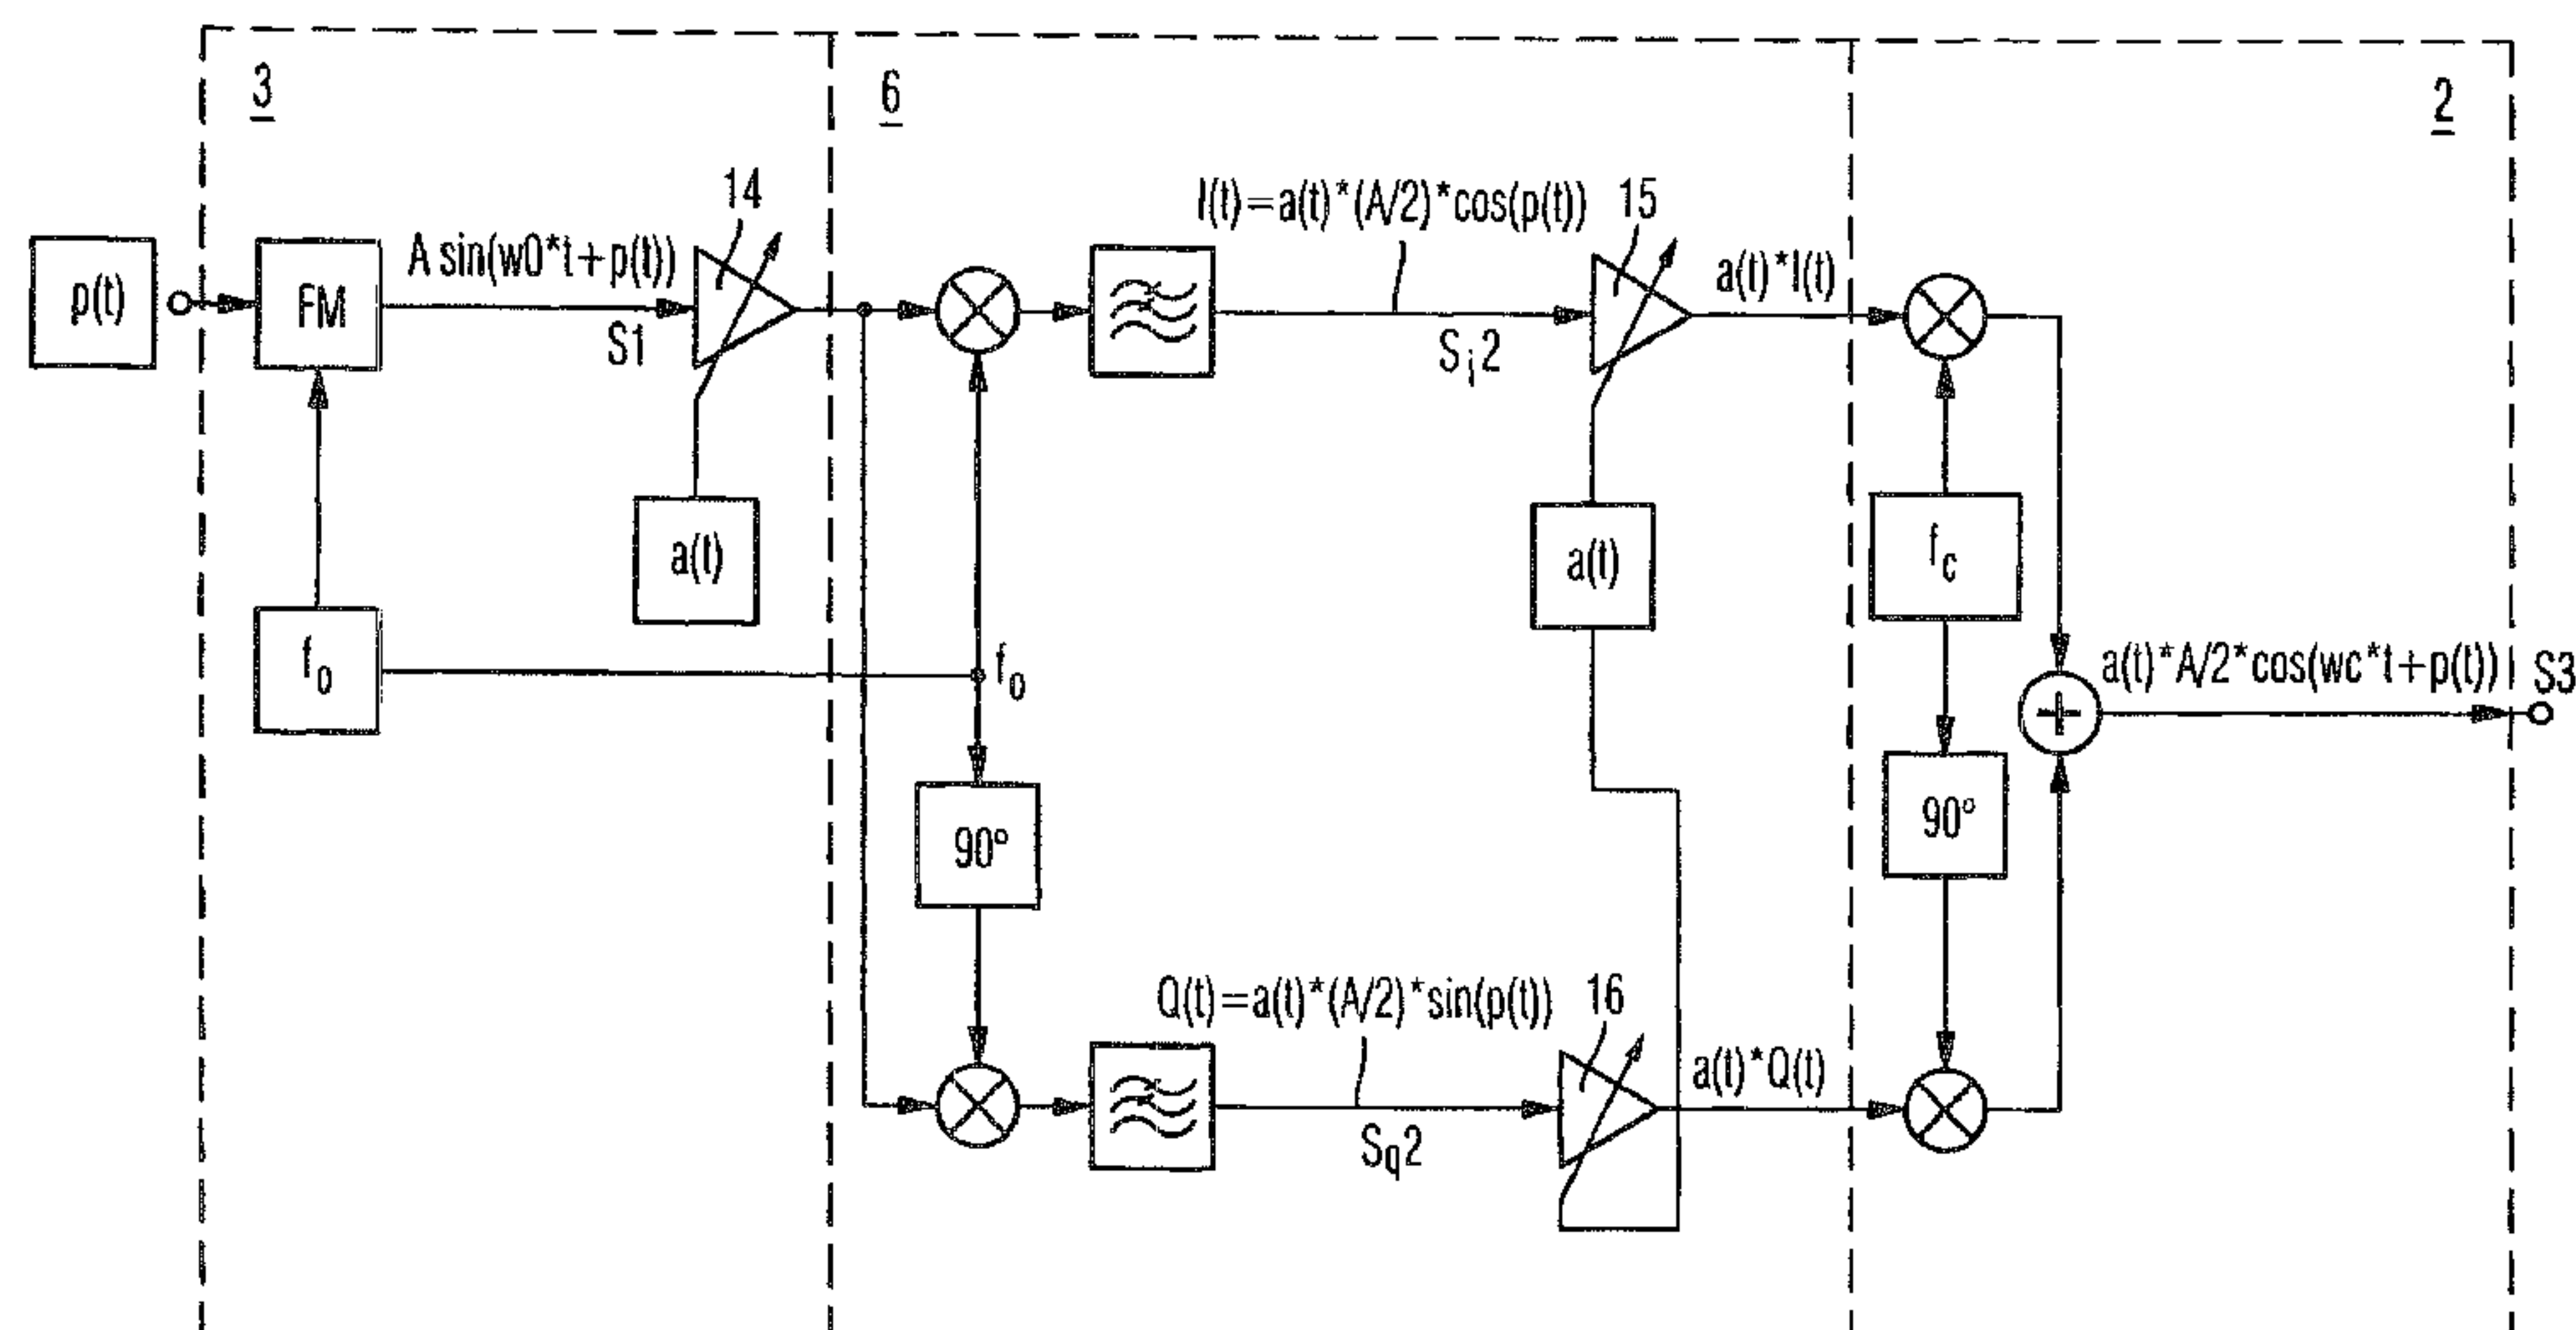 3
6
2
14
I(t)=a(t)*(A/2)*cos(p(t))
15
p(t)
FM
A sin(w0*t+p(t))
S1
a(t)*I(t)
Si2
a(t)
a(t)
fc
fo
fo
a(t)*A/2*cos(wc*t+p(t))
S3
90°
90°
Q(t)=a(t)*(A/2)*sin(p(t))
16
a(t)*Q(t)
Sq2